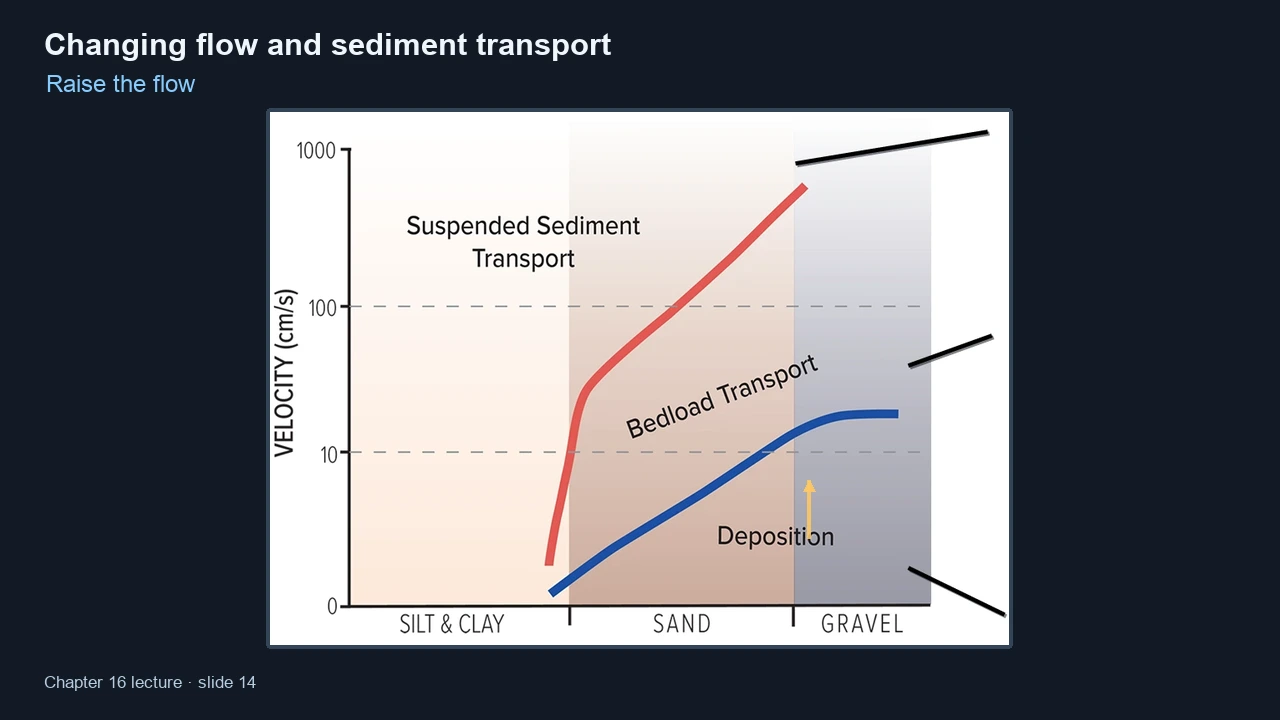 Changing flow and sediment transport
Raise the flow
1000
Suspended Sediment
Transport
100
VELOCITY (cm/s)
Bedload Transport
10
Deposition
0
SILT & CLAY
SAND
GRAVEL
Chapter 16 lecture · slide 14